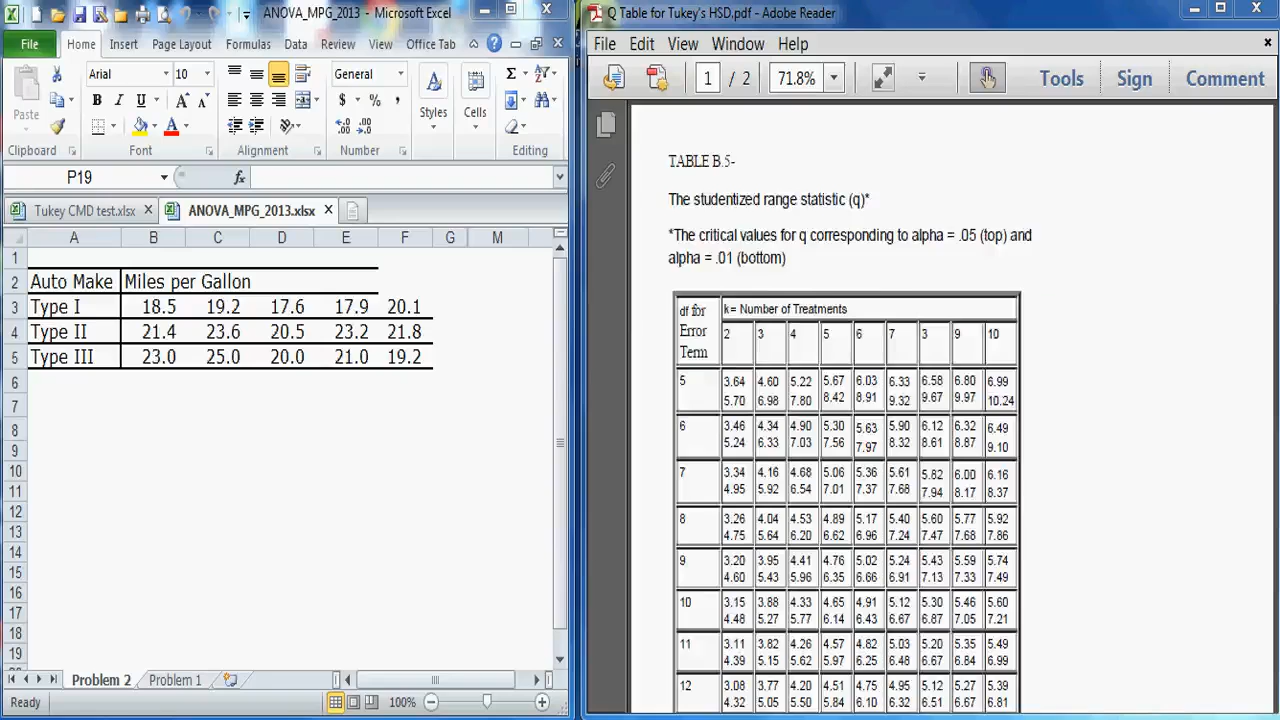 ANOVA_MPG_2013 - Microsoft Excel
File Home Insert Page Layout Formulas Data Review View Office Tab
Arial 10 General
Paste
B I U
$ % ,
Styles Cells
Clipboard Font Alignment Number Editing
P19 fx
Tukey CMD test.xlsx ANOVA_MPG_2013.xlsx
A B C D E F G M
1
2 Auto Make Miles per Gallon
3 Type I 18.5 19.2 17.6 17.9 20.1
4 Type II 21.4 23.6 20.5 23.2 21.8
5 Type III 23.0 25.0 20.0 21.0 19.2
6
7
8
9
10
11
12
13
14
15
16
17
18
19
Problem 2 Problem 1
Ready 100%
Q Table for Tukey's HSD.pdf - Adobe Reader
File Edit View Window Help
1 / 2 71.8% Tools Sign Comment
TABLE B.5-
The studentized range statistic (q)*
*The critical values for q corresponding to alpha = .05 (top) and
alpha = .01 (bottom)
df for Error Term
k = Number of Treatments
2 3 4 5 6 7 3 9 10
5 3.64 4.60 5.22 5.67 6.03 6.33 6.58 6.80 6.99
5.70 6.98 7.80 8.42 8.91 9.32 9.67 9.97 10.24
6 3.46 4.34 4.90 5.30 5.63 5.90 6.12 6.32 6.49
5.24 6.33 7.03 7.56 7.97 8.32 8.61 8.87 9.10
7 3.34 4.16 4.68 5.06 5.36 5.61 5.82 6.00 6.16
4.95 5.92 6.54 7.01 7.37 7.68 7.94 8.17 8.37
8 3.26 4.04 4.53 4.89 5.17 5.40 5.60 5.77 5.92
4.75 5.64 6.20 6.62 6.96 7.24 7.47 7.68 7.86
9 3.20 3.95 4.41 4.76 5.02 5.24 5.43 5.59 5.74
4.60 5.43 5.96 6.35 6.66 6.91 7.13 7.33 7.49
10 3.15 3.88 4.33 4.65 4.91 5.12 5.30 5.46 5.60
4.48 5.27 5.77 6.14 6.43 6.67 6.87 7.05 7.21
11 3.11 3.82 4.26 4.57 4.82 5.03 5.20 5.35 5.49
4.39 5.15 5.62 5.97 6.25 6.48 6.67 6.84 6.99
12 3.08 3.77 4.20 4.51 4.75 4.95 5.12 5.27 5.39
4.32 5.05 5.50 5.84 6.10 6.32 6.51 6.67 6.81